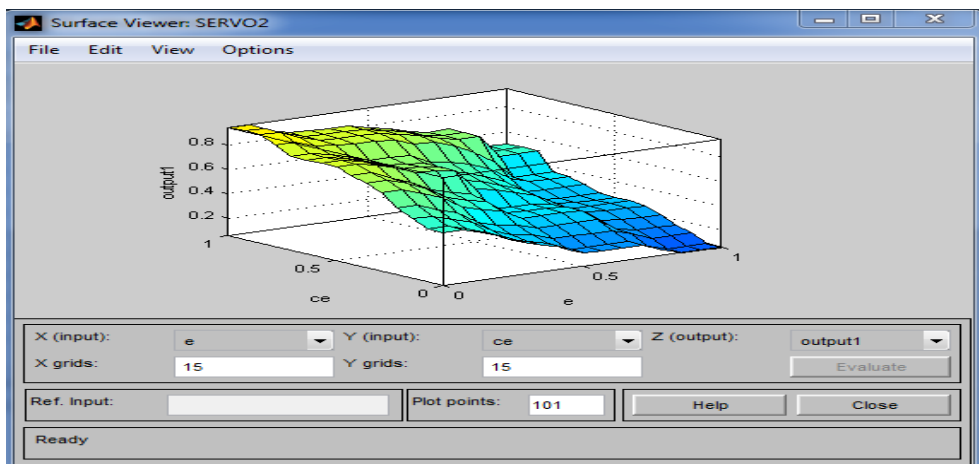 Surface Viewer: SERVO2
File Edit View Options
0.8
0.6
0.4
0.2
output1
1
0.5
0
ce
0
0.5
1
e
X (input): e Y (input): ce Z (output): output1
X grids: 15 Y grids: 15 Evaluate
Ref. Input: Plot points: 101 Help Close
Ready